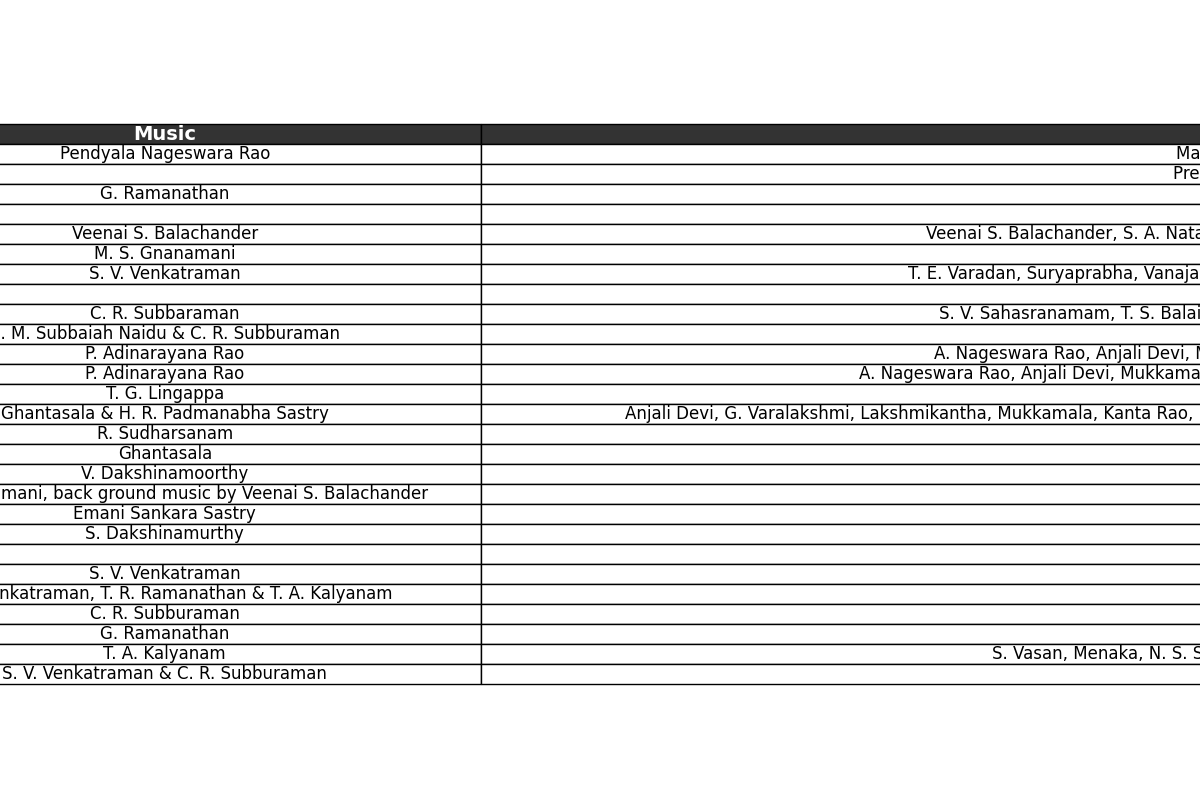 Music
Pendyala Nageswara Rao Ma
Pre
G. Ramanathan
Veenai S. Balachander Veenai S. Balachander, S. A. Nata
M. S. Gnanamani
S. V. Venkatraman T. E. Varadan, Suryaprabha, Vanaja
C. R. Subbaraman S. V. Sahasranamam, T. S. Balai
. M. Subbaiah Naidu & C. R. Subburaman
P. Adinarayana Rao A. Nageswara Rao, Anjali Devi,
P. Adinarayana Rao A. Nageswara Rao, Anjali Devi, Mukkama
T. G. Lingappa
Ghantasala & H. R. Padmanabha Sastry Anjali Devi, G. Varalakshmi, Lakshmikantha, Mukkamala, Kanta Rao,
R. Sudharsanam
Ghantasala
V. Dakshinamoorthy
mani, back ground music by Veenai S. Balachander
Emani Sankara Sastry
S. Dakshinamurthy
S. V. Venkatraman
nkatraman, T. R. Ramanathan & T. A. Kalyanam
C. R. Subburaman
G. Ramanathan
T. A. Kalyanam S. Vasan, Menaka, N. S. S
S. V. Venkatraman & C. R. Subburaman